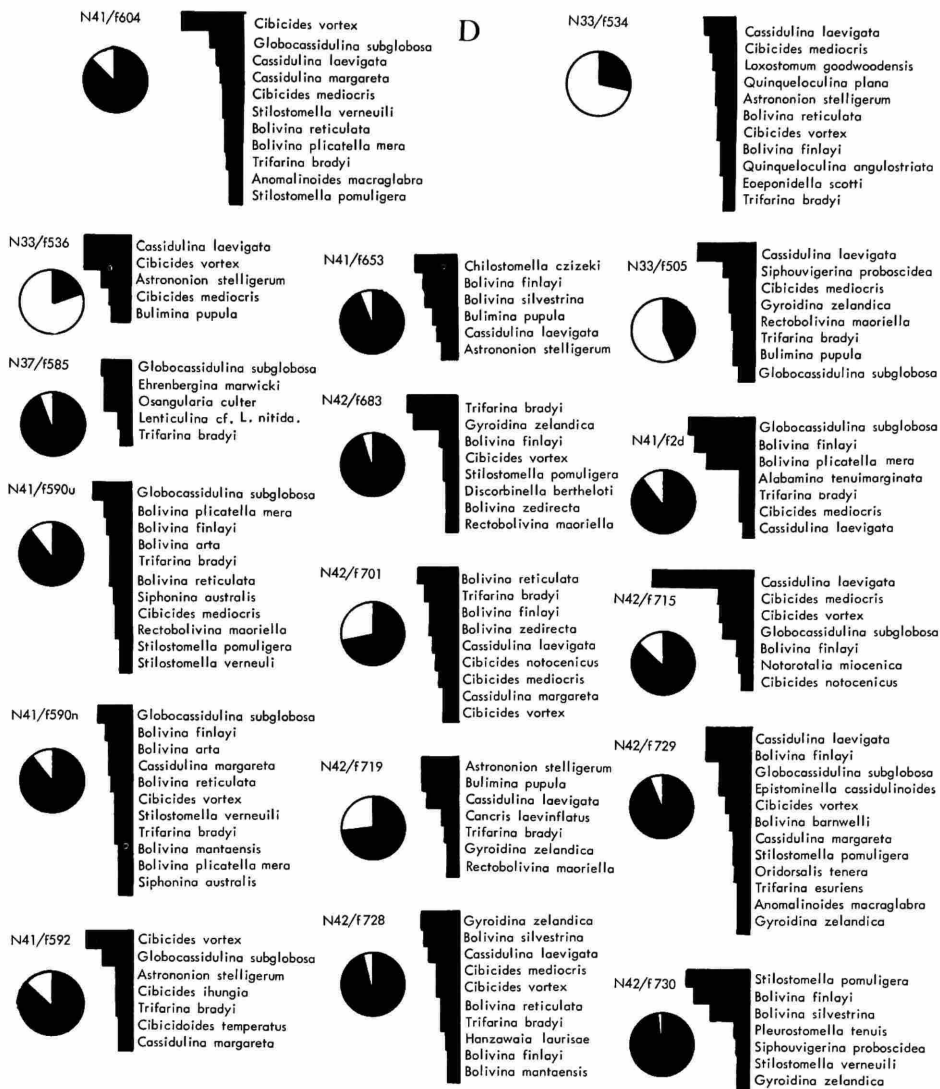 N41/f604
Cibicides vortex
Globocassidulina subglobosa
Cassidulina laevigata
Cassidulina margareta
Cibicides mediocris
Stilostomella verneuili
Bolivina reticulata
Bolivina plicatella mera
Trifarina bradyi
Anomalinoides macraglabra
Stilostomella pomuligera
D
N33/f534
Cassidulina laevigata
Cibicides mediocris
Loxostomum goodwoodensis
Quinqueloculina plana
Astrononion stelligerum
Bolivina reticulata
Cibicides vortex
Bolivina finlayi
Quinqueloculina angulostriata
Eoeponidella scotti
Trifarina bradyi
N33/f536
Cassidulina laevigata
Cibicides vortex
Astrononion stelligerum
Cibicides mediocris
Bulimina pupula
N41/f653
Chilostomella czizeki
Bolivina finlayi
Bolivina silvestrina
Bulimina pupula
Cassidulina laevigata
Astrononion stelligerum
N33/f505
Cassidulina laevigata
Siphouvigerina proboscidea
Cibicides mediocris
Gyroidina zelandica
Rectobolivina maoriella
Trifarina bradyi
Bulimina pupula
Globocassidulina subglobosa
N37/f585
Globocassidulina subglobosa
Ehrenbergina marwicki
Osangularia culter
Lenticulina cf. L. nitida.
Trifarina bradyi
N42/f683
Trifarina bradyi
Gyroidina zelandica
Bolivina finlayi
Cibicides vortex
Stilostomella pomuligera
Discorbinella bertheloti
Bolivina zedirecta
Rectobolivina maoriella
N41/f2d
Globocassidulina subglobosa
Bolivina finlayi
Bolivina plicatella mera
Alabamina tenuimarginata
Trifarina bradyi
Cibicides mediocris
Cassidulina laevigata
N41/f590u
Globocassidulina subglobosa
Bolivina plicatella mera
Bolivina finlayi
Bolivina arta
Trifarina bradyi
Bolivina reticulata
Siphonina australis
Cibicides mediocris
Rectobolivina maoriella
Stilostomella pomuligera
Stilostomella verneuli
N42/f701
Bolivina reticulata
Trifarina bradyi
Bolivina finlayi
Bolivina zedirecta
Cassidulina laevigata
Cibicides notocenicus
Cibicides mediocris
Cassidulina margareta
Cibicides vortex
N42/f715
Cassidulina laevigata
Cibicides mediocris
Cibicides vortex
Globocassidulina subglobosa
Bolivina finlayi
Notorotalia miocenica
Cibicides notocenicus
N41/f590n
Globocassidulina subglobosa
Bolivina finlayi
Bolivina arta
Cassidulina margareta
Bolivina reticulata
Cibicides vortex
Stilostomella verneuili
Trifarina bradyi
Bolivina mantaensis
Bolivina plicatella mera
Siphonina australis
N42/f719
Astrononion stelligerum
Bulimina pupula
Cassidulina laevigata
Cancris laevinflatus
Trifarina bradyi
Gyroidina zelandica
Rectobolivina maoriella
N42/f729
Cassidulina laevigata
Bolivina finlayi
Globocassidulina subglobosa
Epistominella cassidulinoides
Cibicides vortex
Bolivina barnwelli
Cassidulina margareta
Stilostomella pomuligera
Oridorsalis tenera
Trifarina esuriens
Anomalinoides macraglabra
Gyroidina zelandica
N41/f592
Cibicides vortex
Globocassidulina subglobosa
Astrononion stelligerum
Cibicides ihungia
Trifarina bradyi
Cibicidoides temperatus
Cassidulina margareta
N42/f728
Gyroidina zelandica
Bolivina silvestrina
Cassidulina laevigata
Cibicides mediocris
Cibicides vortex
Bolivina reticulata
Trifarina bradyi
Hanzawaia laurisae
Bolivina finlayi
Bolivina mantaensis
N42/f730
Stilostomella pomuligera
Bolivina finlayi
Bolivina silvestrina
Pleurostomella tenuis
Siphouvigerina proboscidea
Stilostomella verneuili
Gyroidina zelandica